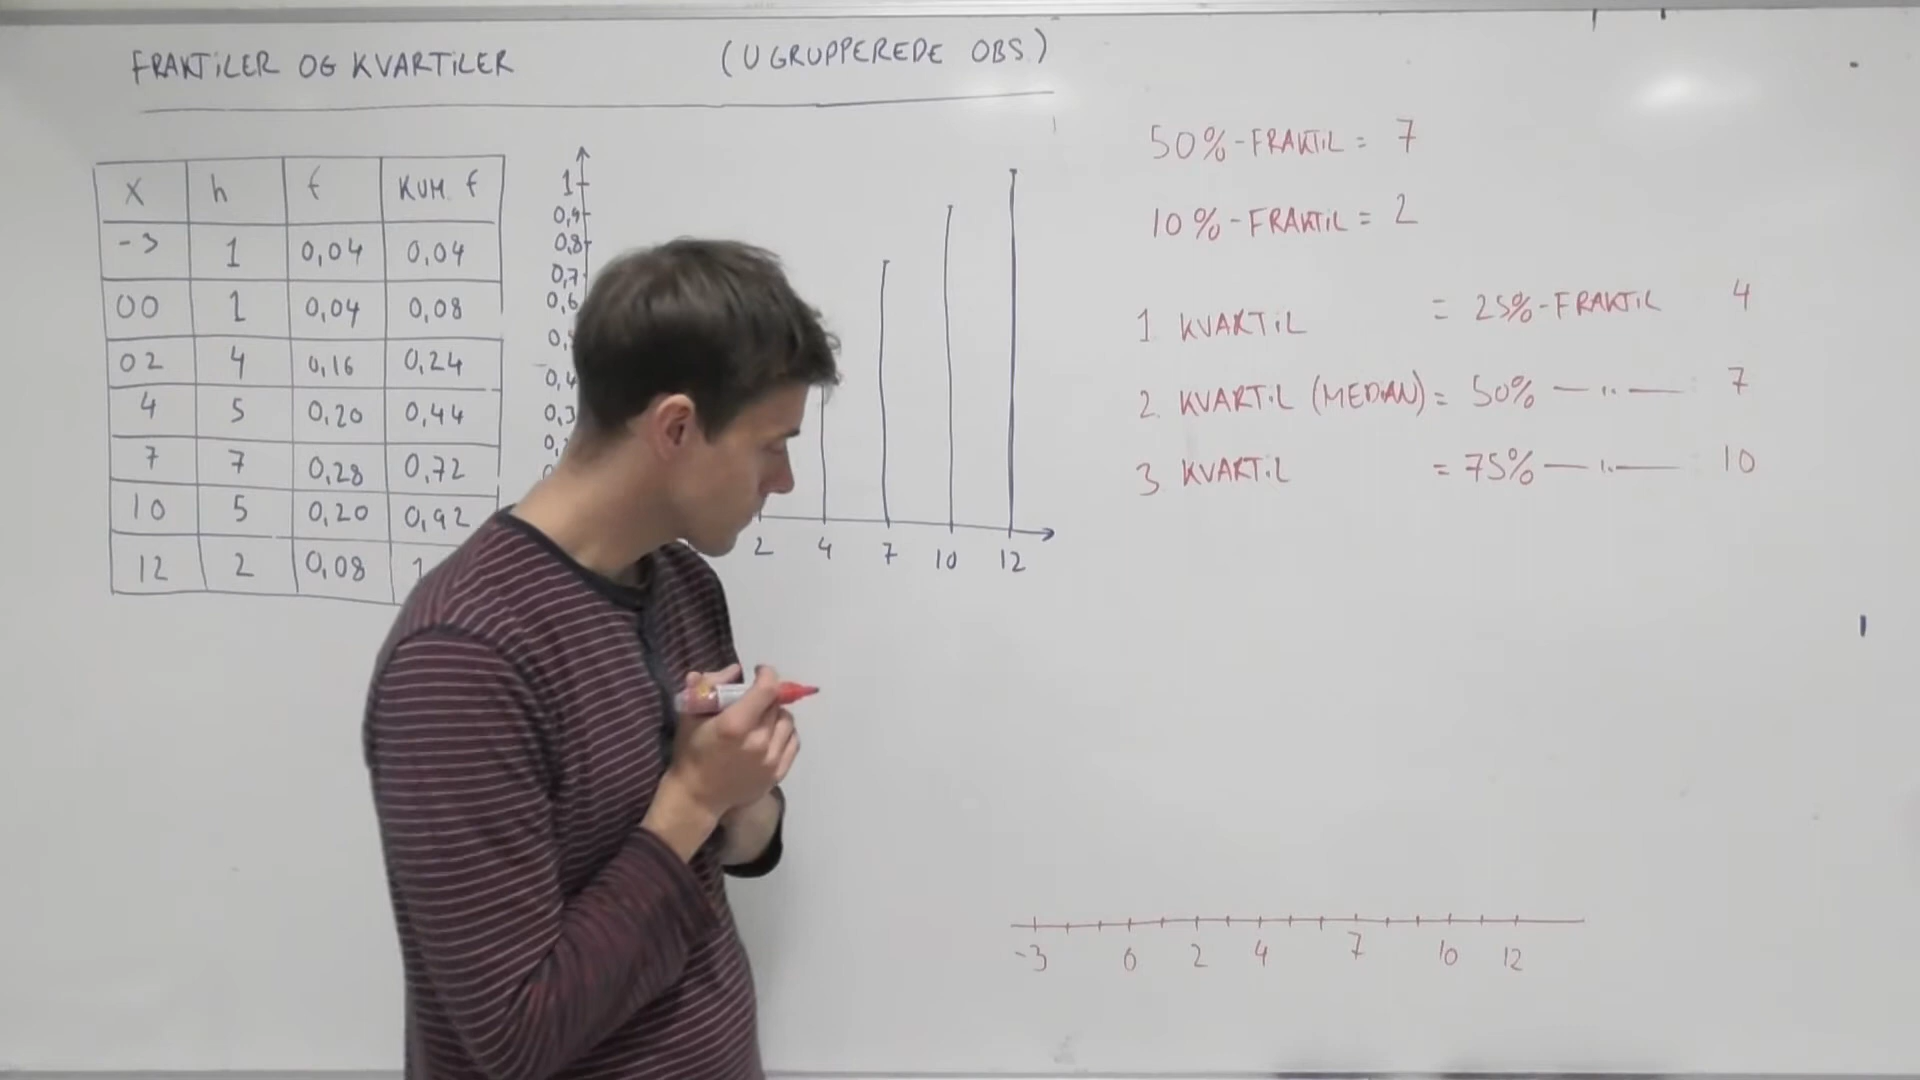 FRAKTILER OG KVARTILER (UGRUPPEREDE OBS)
X h f KUM. f
-3 1 0,04 0,04
00 1 0,04 0,08
02 4 0,16 0,24
4 5 0,20 0,44
7 7 0,28 0,72
10 5 0,20 0,92
12 2 0,08 1
1
0,9
0,8
0,7
0,6
0,4
0,3
2 4 7 10 12
50%-FRAKTIL = 7
10%-FRAKTIL = 2
1 KVARTIL = 25%-FRAKTIL 4
2. KVARTIL (MEDIAN) = 50% — " — 7
3 KVARTIL = 75% — " — 10
-3 0 2 4 7 10 12